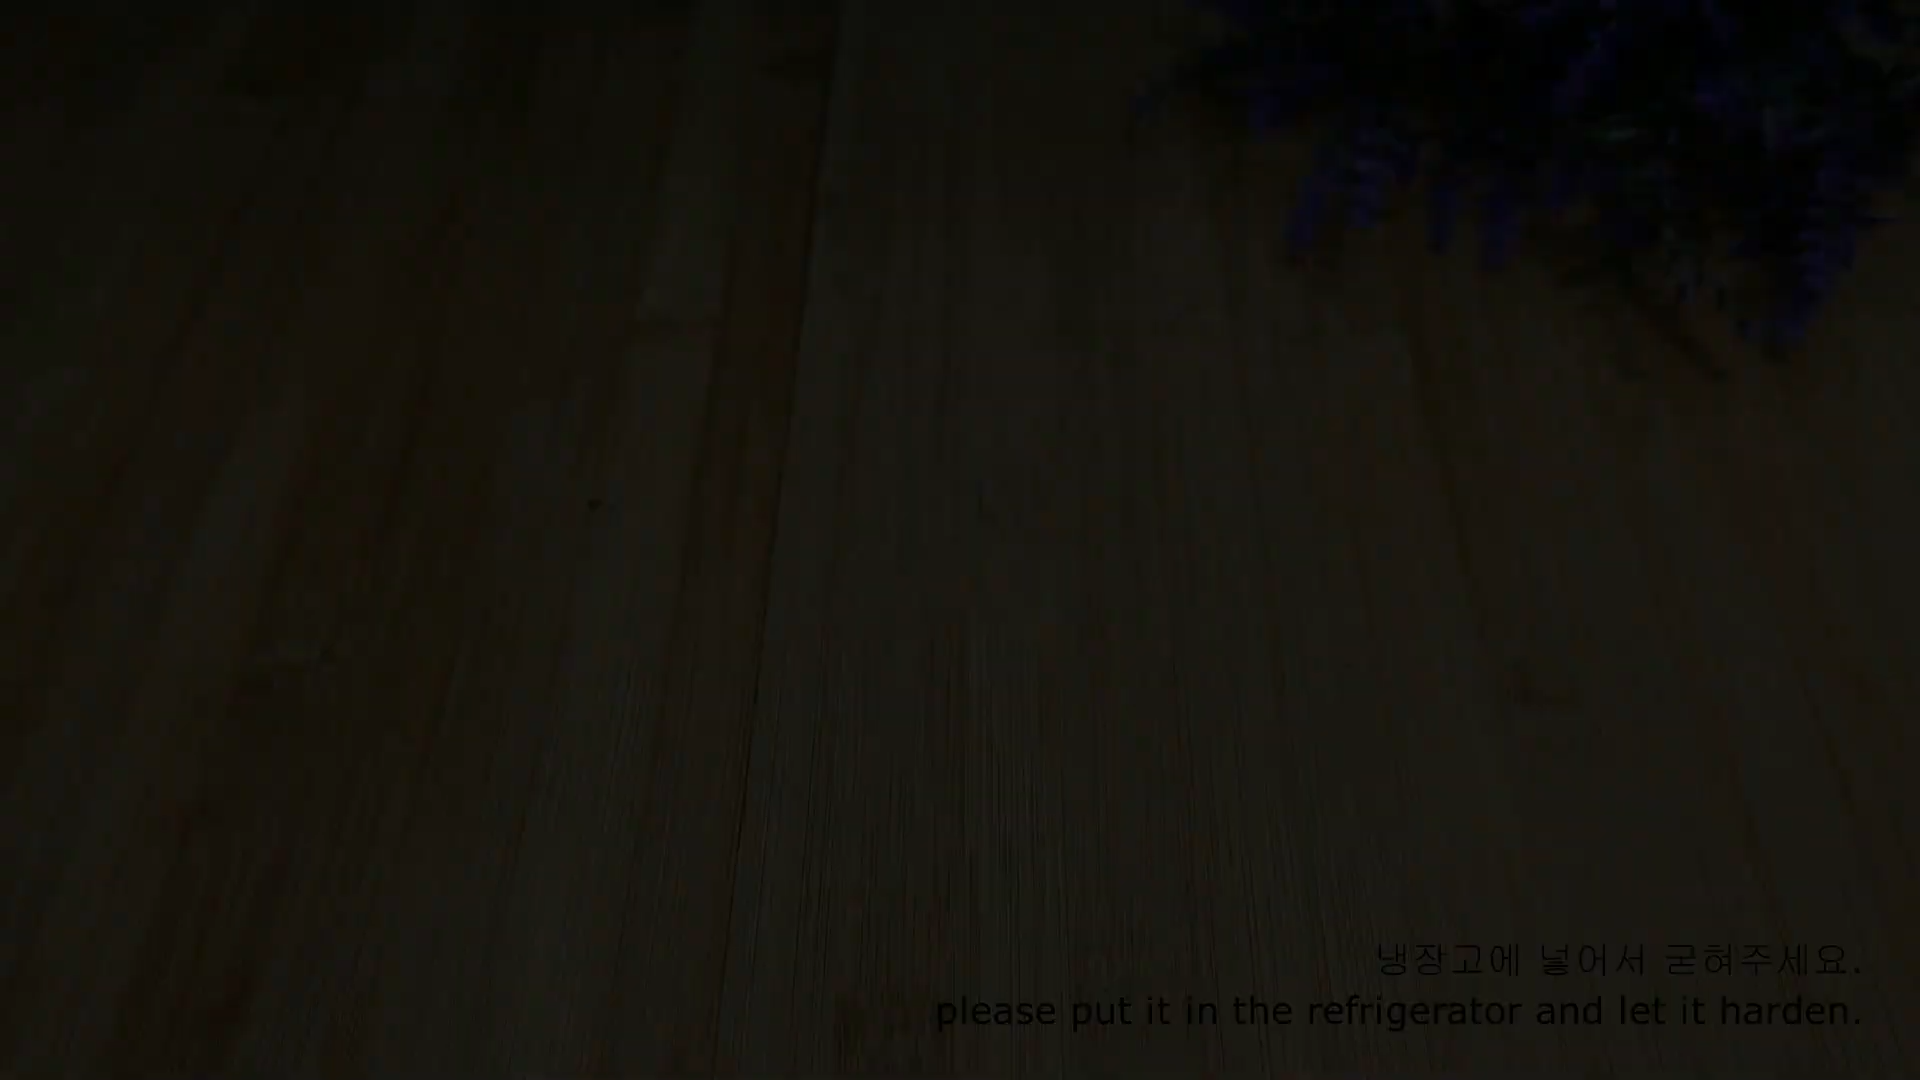 냉장고에 넣어서 굳혀주세요.
please put it in the refrigerator and let it harden.